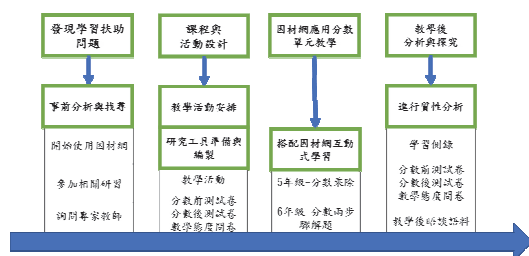 發現學習扶助
問題
事前分析與找尋
開始使用因材網
參加相關研習
詢問專家教師
課程與
活動設計
教學活動安排
研究工具準備與
編製
教學活動
分數前測試卷
分數後測試卷
數學態度問卷
因材網應用分數
單元教學
搭配因材網互動
式學習
5年級-分數乘除
6年級 分數兩步
驟解題
教學後
分析與探究
進行質性分析
學習側錄
分數前測試卷
分數後測試卷
數學態度問卷
教學後晤談語料